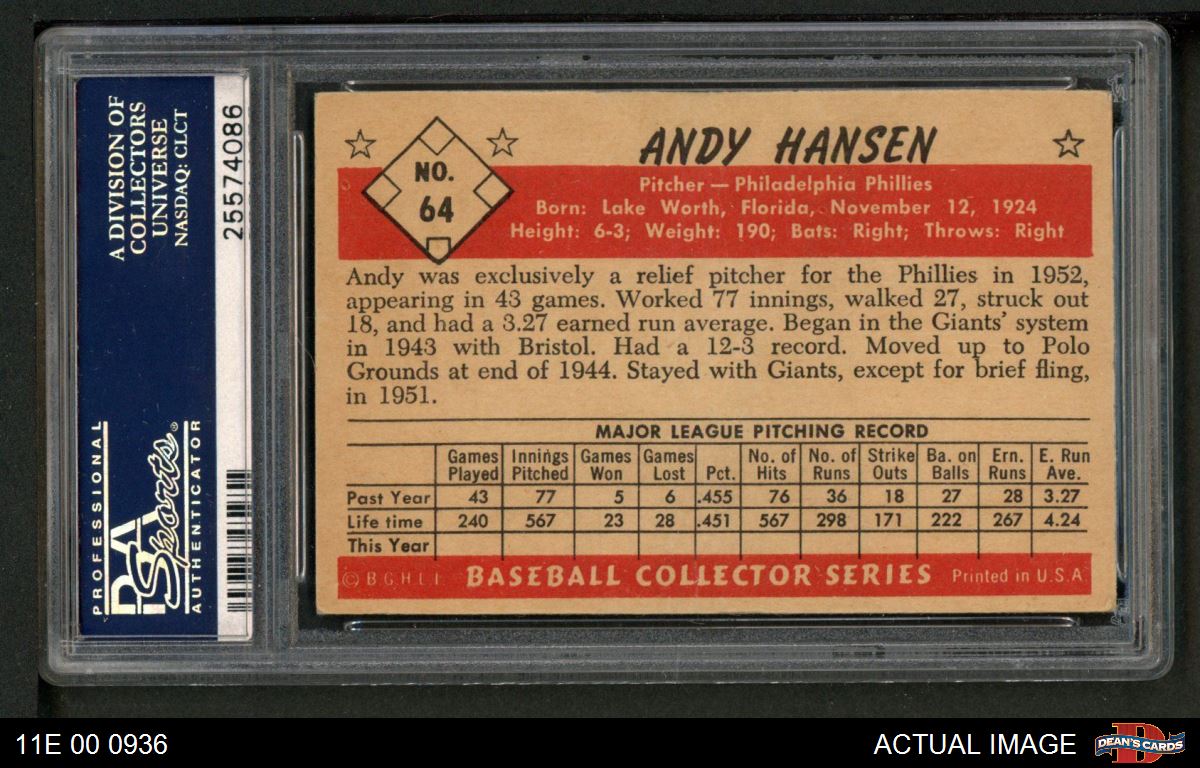 A DIVISION OF
COLLECTORS
UNIVERSE
NASDAQ: CLCT
25574086
PROFESSIONAL
PSA
Sports®
AUTHENTICATOR
NO.
64
ANDY HANSEN
Pitcher — Philadelphia Phillies
Born: Lake Worth, Florida, November 12, 1924
Height: 6-3; Weight: 190; Bats: Right; Throws: Right
Andy was exclusively a relief pitcher for the Phillies in 1952,
appearing in 43 games. Worked 77 innings, walked 27, struck out
18, and had a 3.27 earned run average. Began in the Giants' system
in 1943 with Bristol. Had a 12-3 record. Moved up to Polo
Grounds at end of 1944. Stayed with Giants, except for brief fling,
in 1951.
MAJOR LEAGUE PITCHING RECORD
Games Innings Games Games No. of No. of Strike Ba. on Ern. E. Run
Played Pitched Won Lost Pct. Hits Runs Outs Balls Runs Ave.
Past Year 43 77 5 6 .455 76 36 18 27 28 3.27
Life time 240 567 23 28 .451 567 298 171 222 267 4.24
This Year
BASEBALL COLLECTOR SERIES Printed in U.S.A
11E 00 0936
ACTUAL IMAGE
DEAN'S CARDS